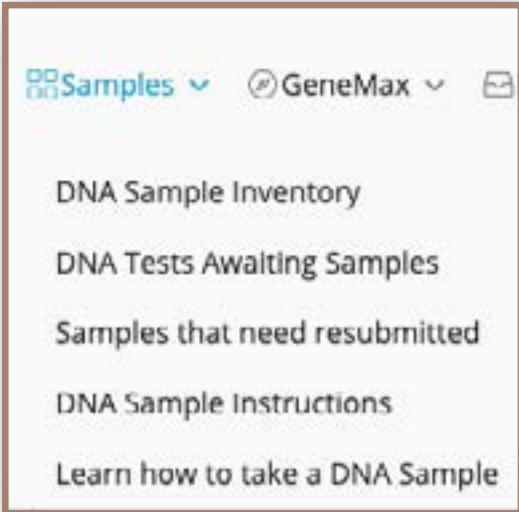 Samples GeneMax
DNA Sample Inventory
DNA Tests Awaiting Samples
Samples that need resubmitted
DNA Sample Instructions
Learn how to take a DNA Sample